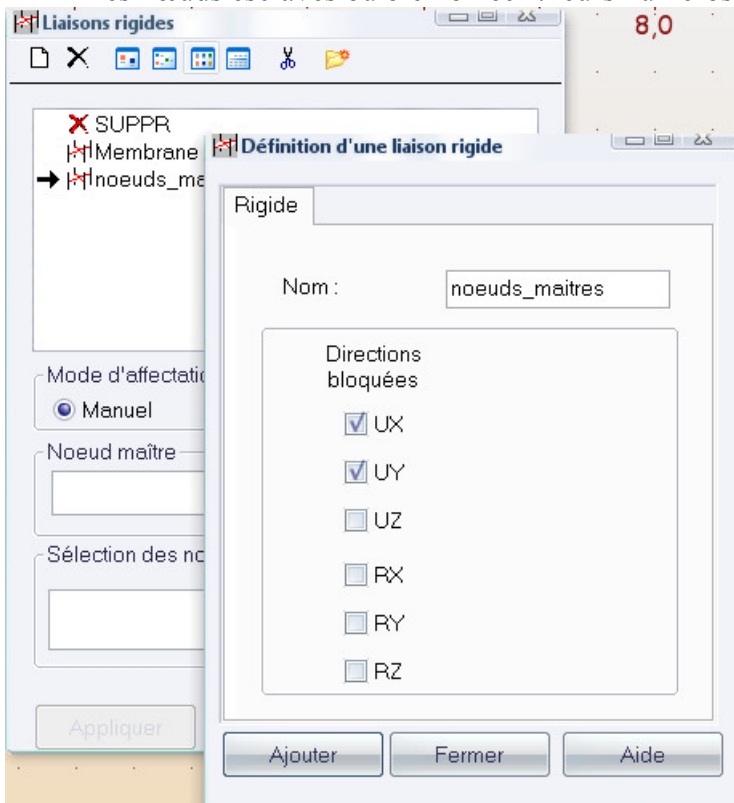 Liaisons rigides
8,0
SUPPR
Membrane
noeuds_ma
Mode d'affectatio
Manuel
Noeud maître
Sélection des no
Appliquer
Définition d'une liaison rigide
Rigide
Nom :
noeuds_maitres
Directions
bloquées
UX
UY
UZ
RX
RY
RZ
Ajouter
Fermer
Aide